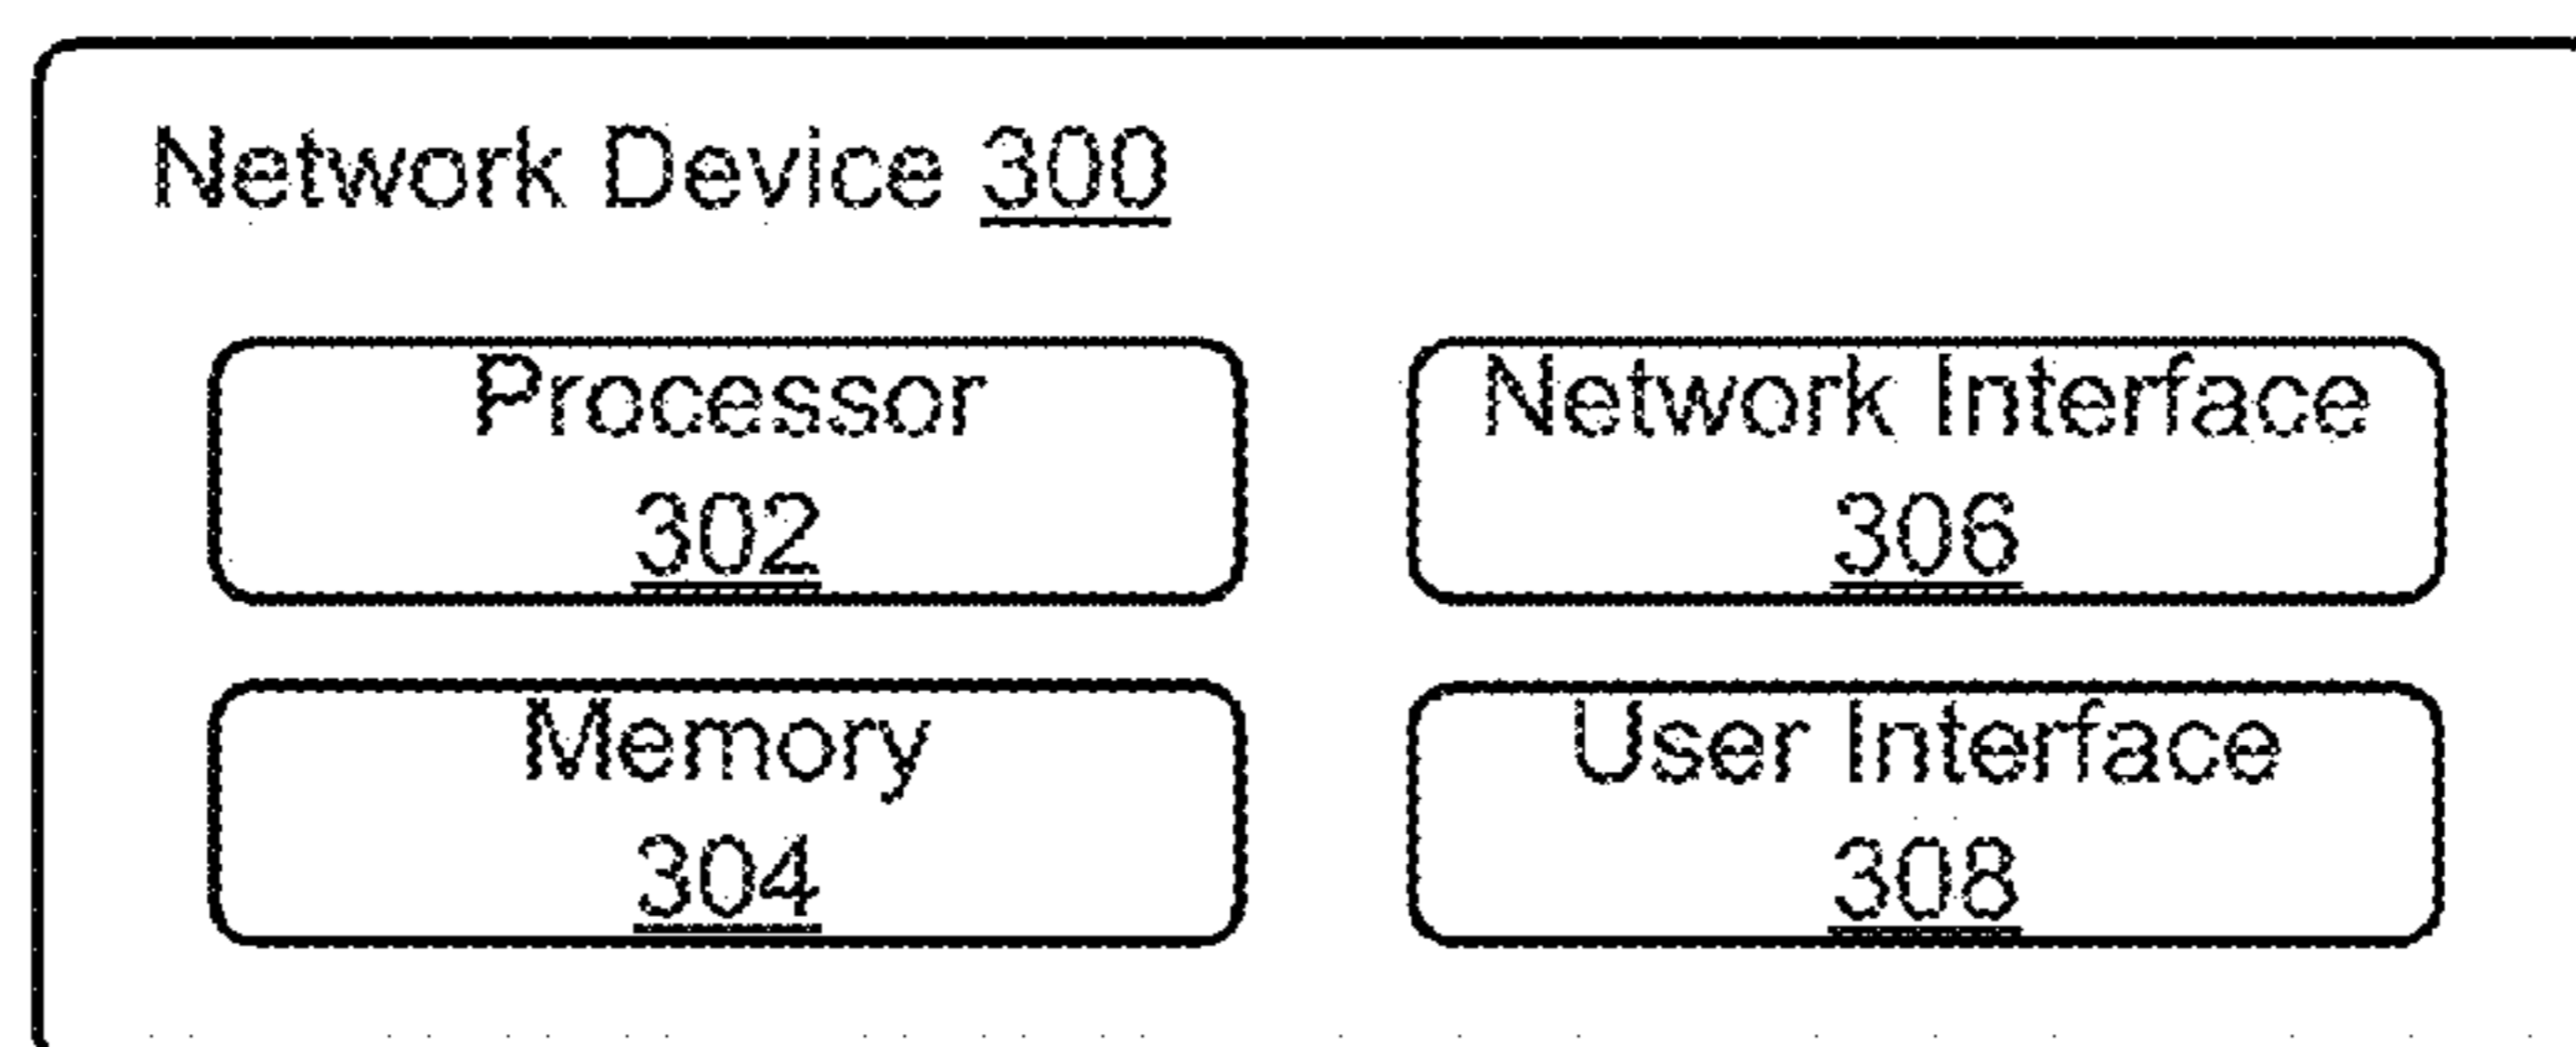 Network Device 300
Processor
302
Network Interface
306
Memory
304
User Interface
308